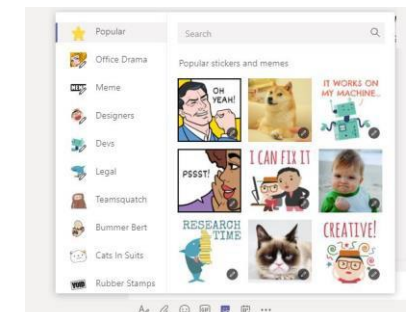 Popular
Office Drama
Meme
Designers
Devs
Legal
Teamsquatch
Bummer Bert
Cats In Suits
Rubber Stamps
Search
Popular stickers and memes
OH
YEAH!
IT WORKS ON
MY MACHINE...
PSSST!
I CAN FIX IT
RESEARCH
TIME
CREATIVE!